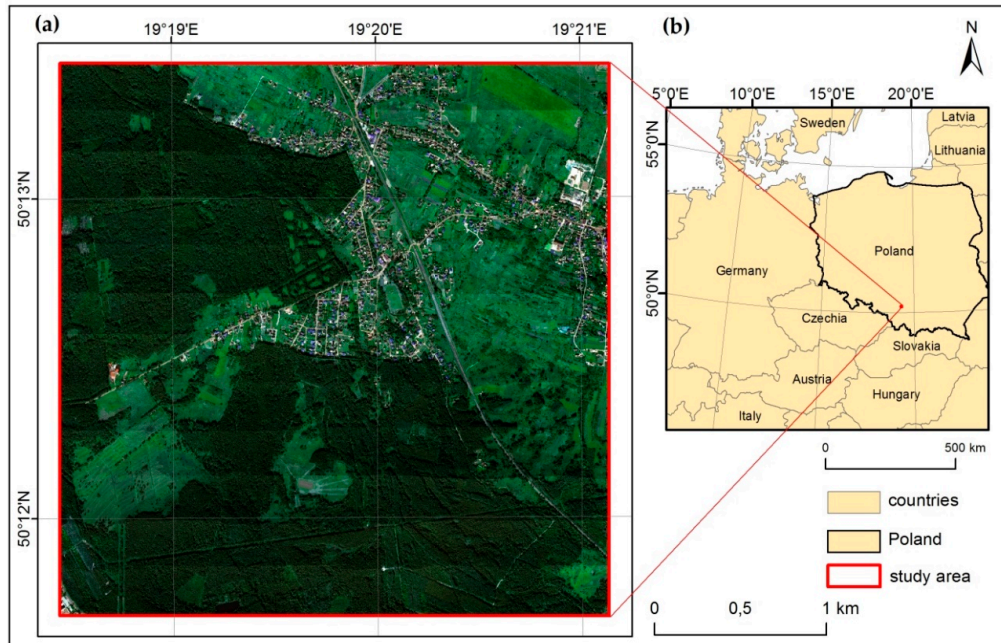 (a)
19°19'E
19°20'E
19°21'E
50°13'N
50°12'N
(b)
N
5°0'E
10°0'E
15°0'E
20°0'E
55°0'N
50°0'N
Sweden
Latvia
Lithuania
Poland
Germany
Czechia
Slovakia
Austria
Hungary
Italy
0
500 km
countries
Poland
study area
0
0,5
1 km